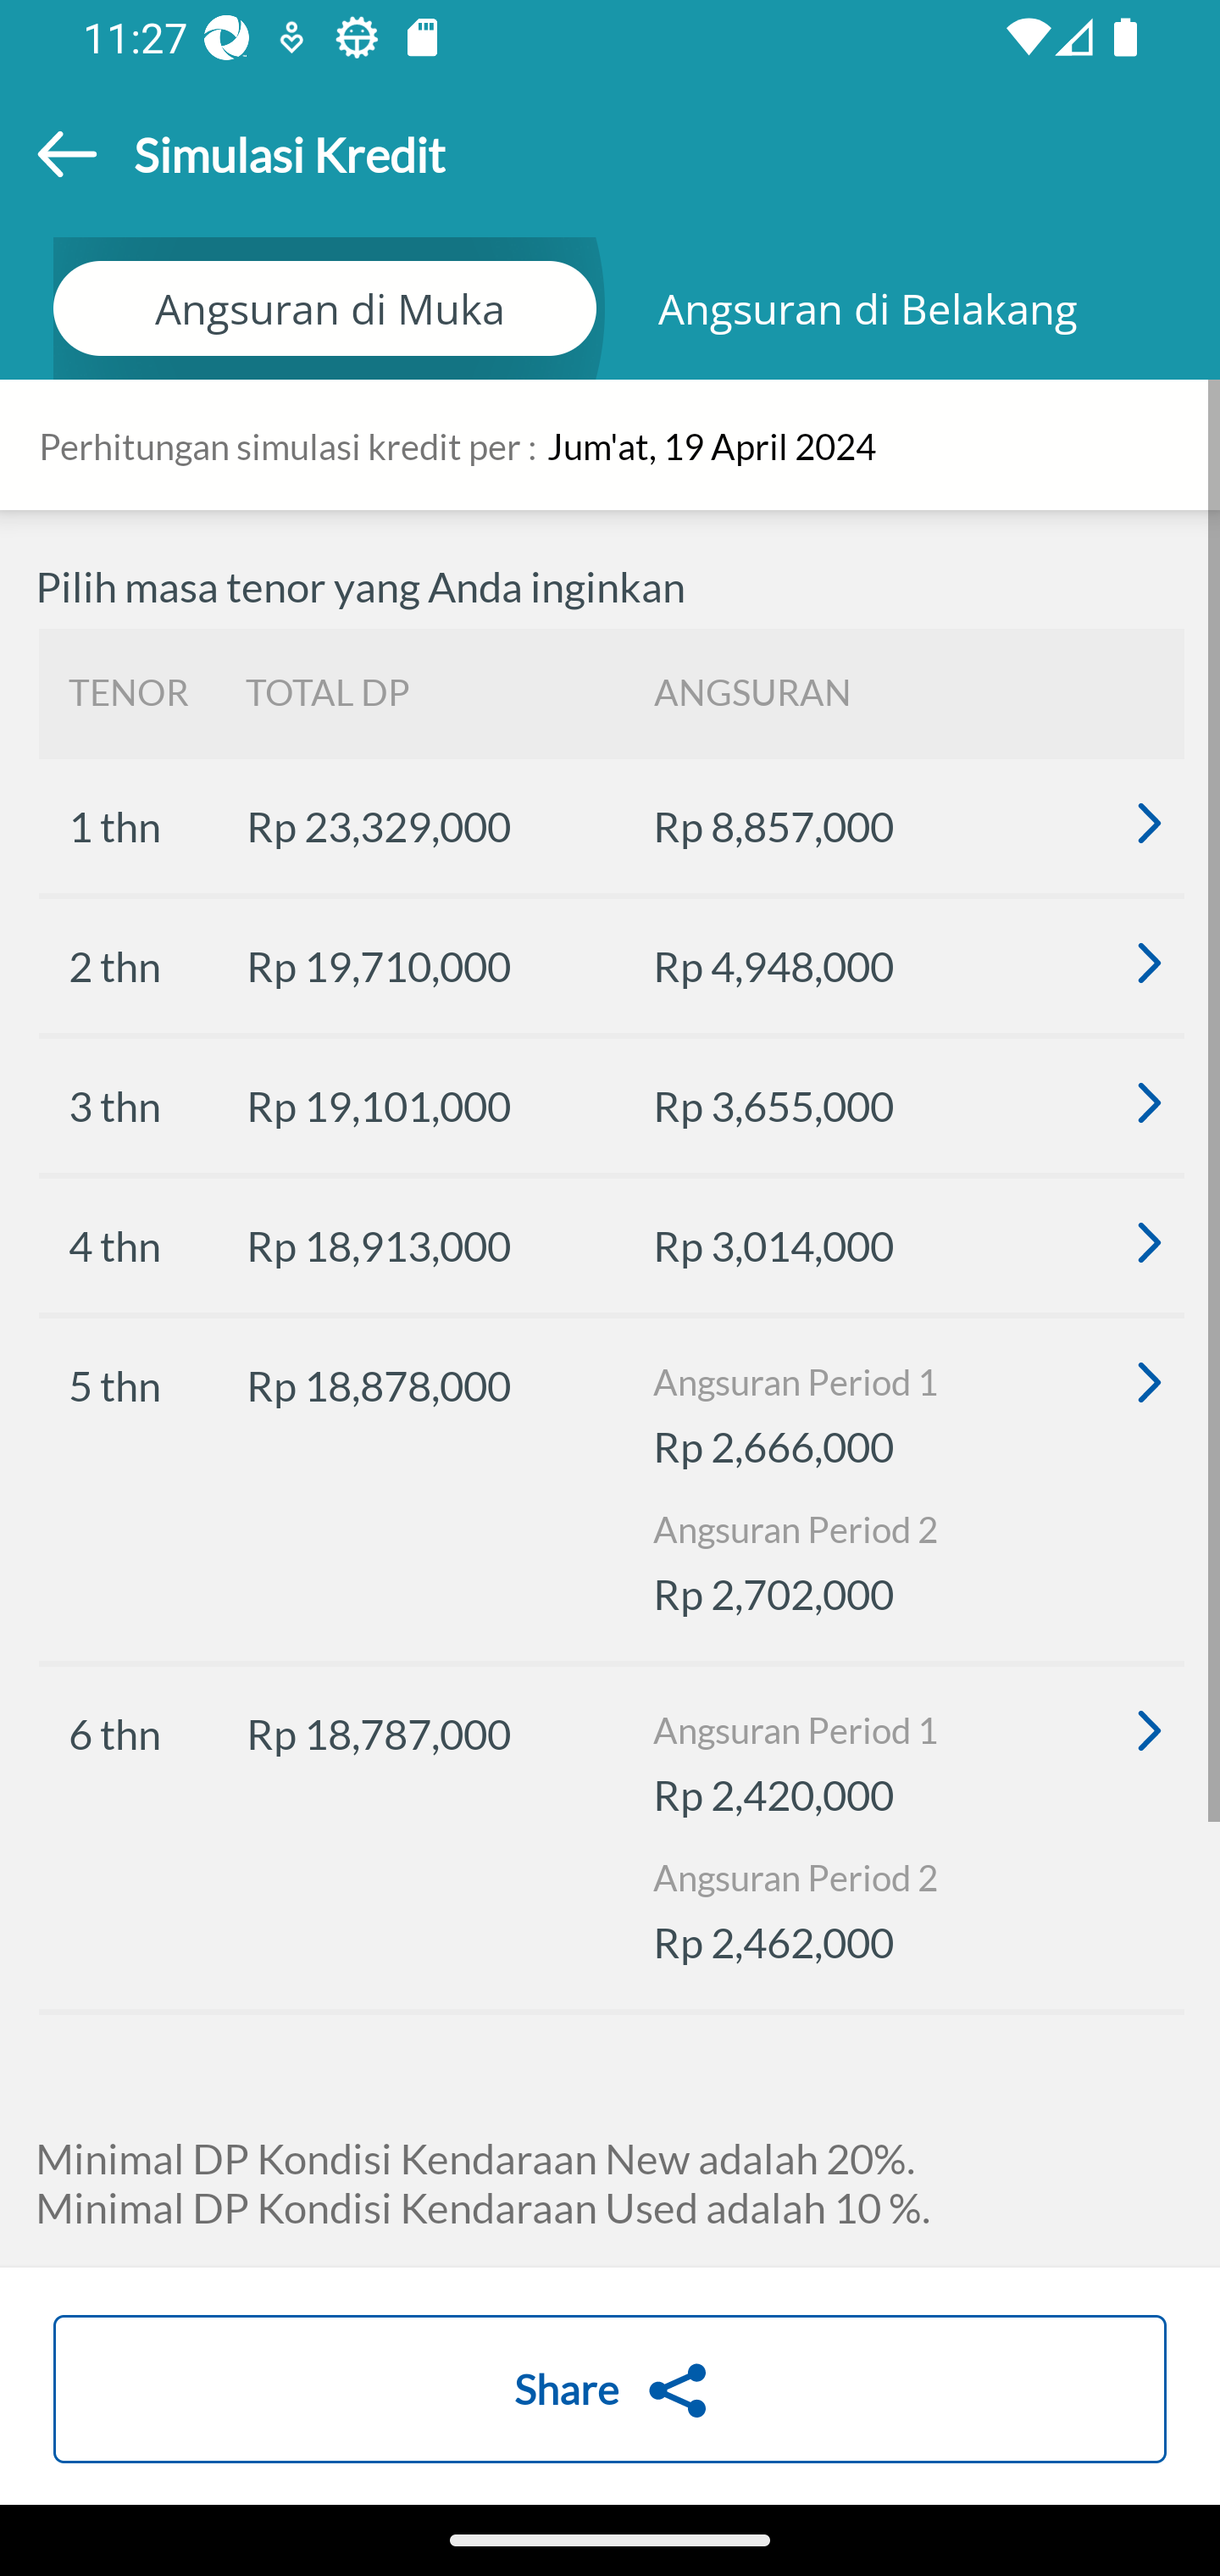 11:27
Simulasi Kredit
Angsuran di Muka
Angsuran di Belakang
Perhitungan simulasi kredit per : Jum'at, 19 April 2024
Pilih masa tenor yang Anda inginkan
TENOR TOTAL DP ANGSURAN
1 thn Rp 23,329,000 Rp 8,857,000
2 thn Rp 19,710,000 Rp 4,948,000
3 thn Rp 19,101,000 Rp 3,655,000
4 thn Rp 18,913,000 Rp 3,014,000
5 thn Rp 18,878,000 Angsuran Period 1
Rp 2,666,000
Angsuran Period 2
Rp 2,702,000
6 thn Rp 18,787,000 Angsuran Period 1
Rp 2,420,000
Angsuran Period 2
Rp 2,462,000
Minimal DP Kondisi Kendaraan New adalah 20%.
Minimal DP Kondisi Kendaraan Used adalah 10 %.
Share